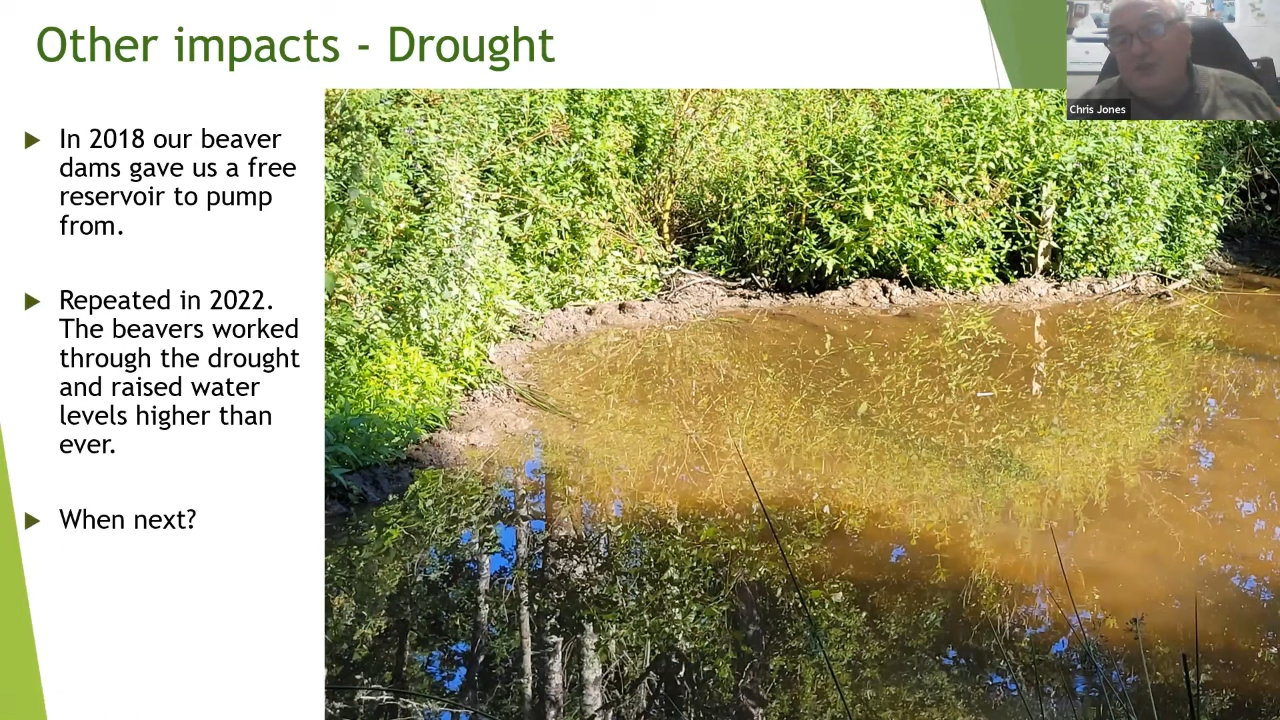 Other impacts - Drought
Chris Jones
In 2018 our beaver
dams gave us a free
reservoir to pump
from.
Repeated in 2022.
The beavers worked
through the drought
and raised water
levels higher than
ever.
When next?